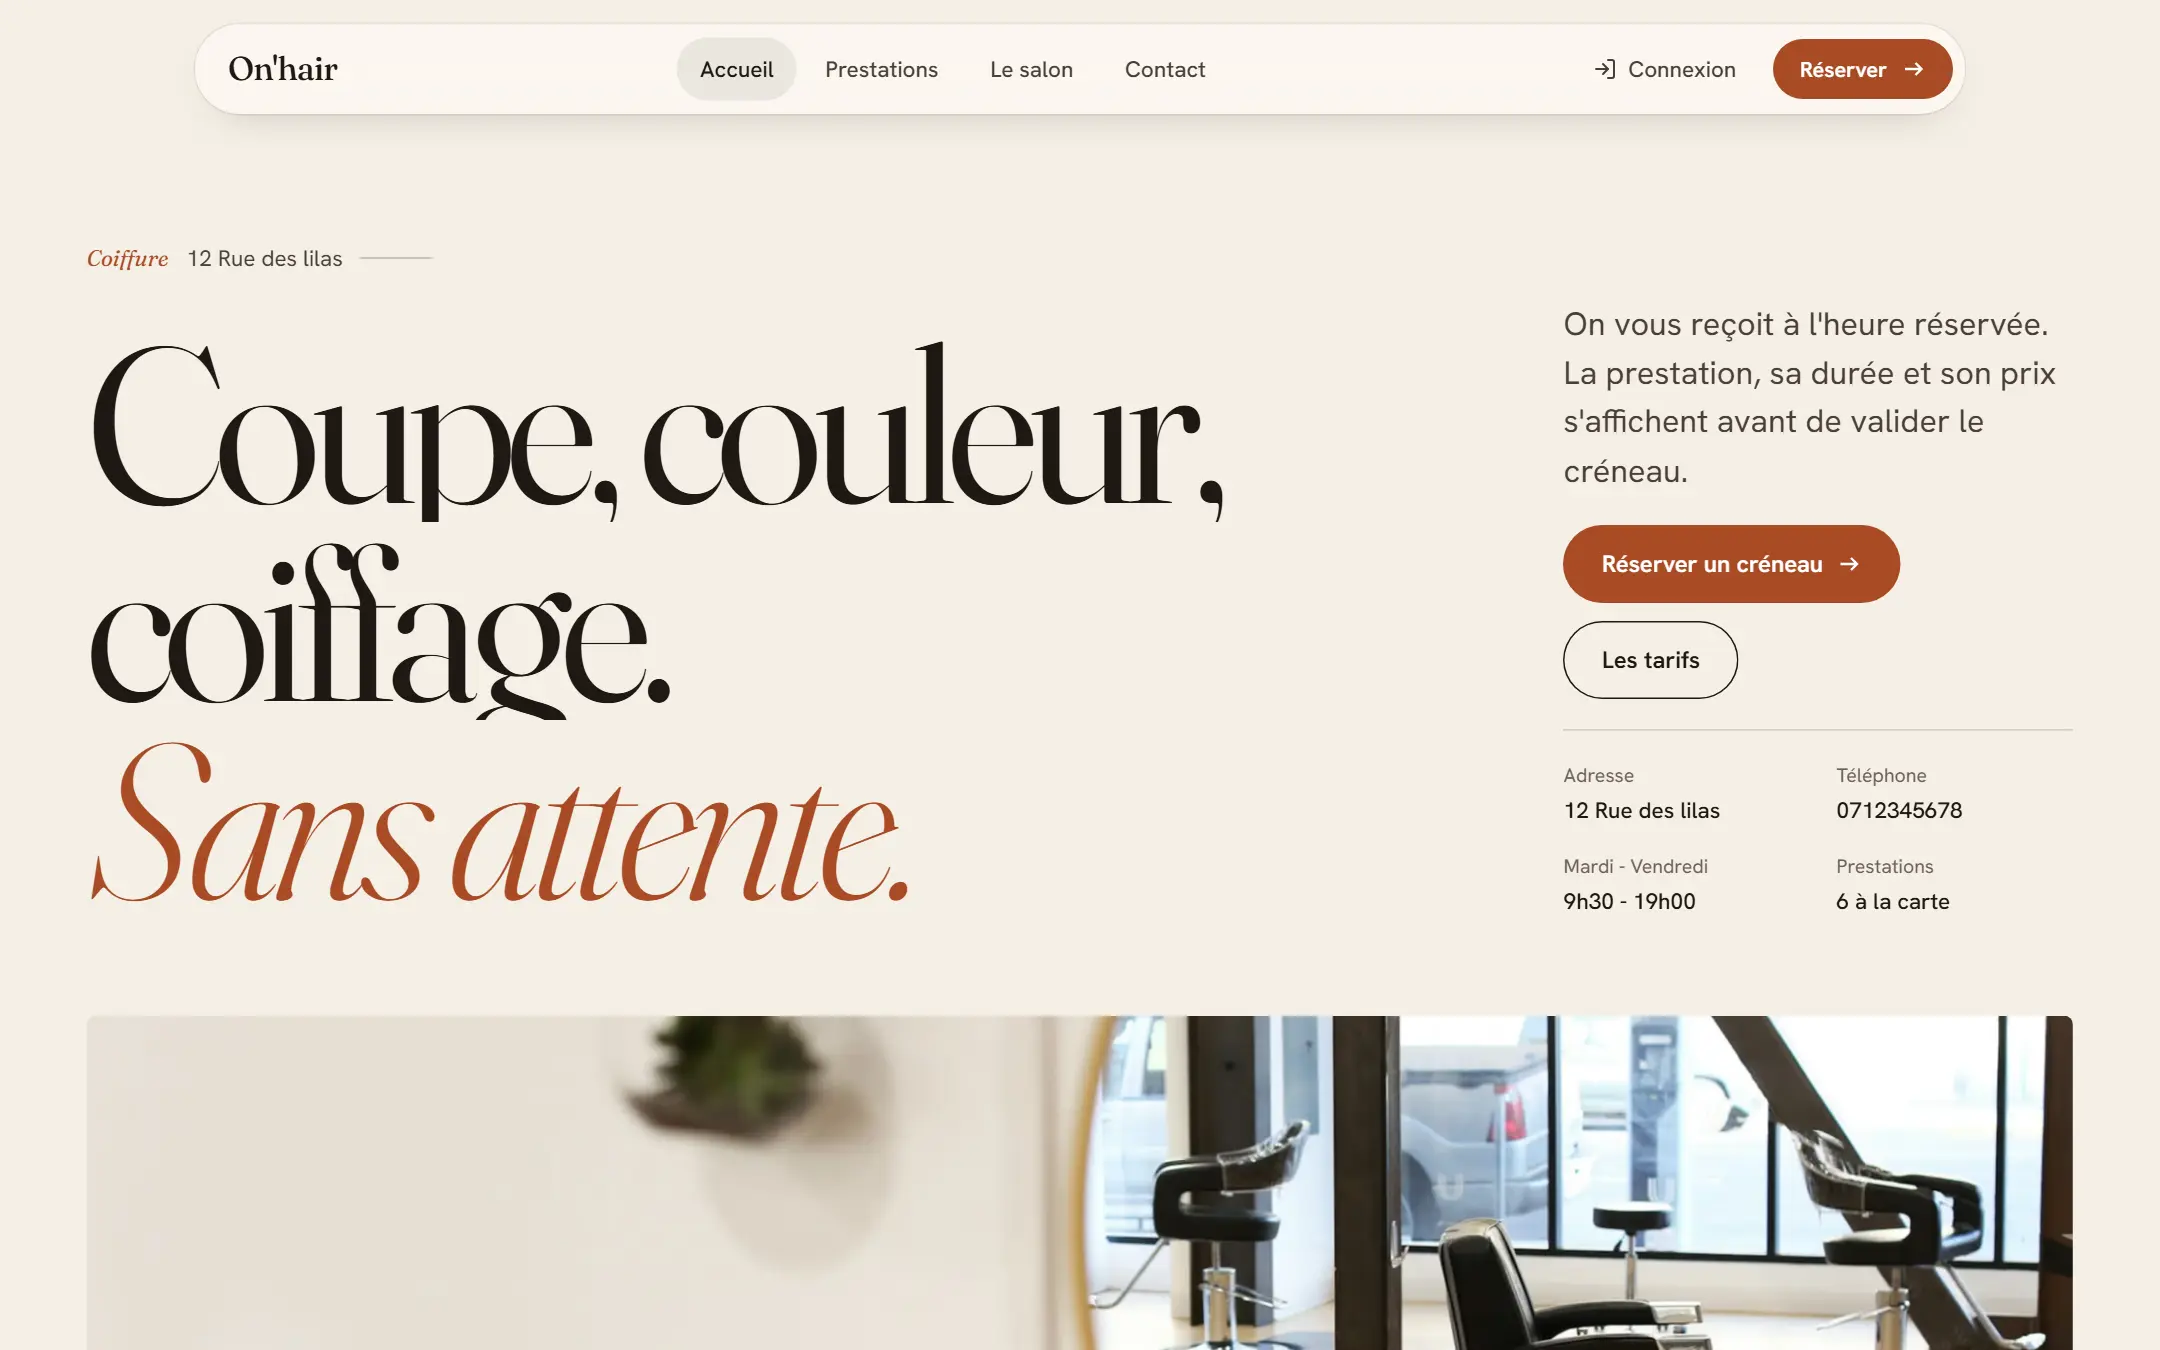 On'hair
Accueil
Prestations
Le salon
Contact
Connexion
Réserver
Coiffure 12 Rue des lilas
Coupe, couleur,
coiffage.
Sans attente.
On vous reçoit à l'heure réservée.
La prestation, sa durée et son prix
s'affichent avant de valider le
créneau.
Réserver un créneau
Les tarifs
Adresse
12 Rue des lilas
Téléphone
0712345678
Mardi - Vendredi
9h30 - 19h00
Prestations
6 à la carte